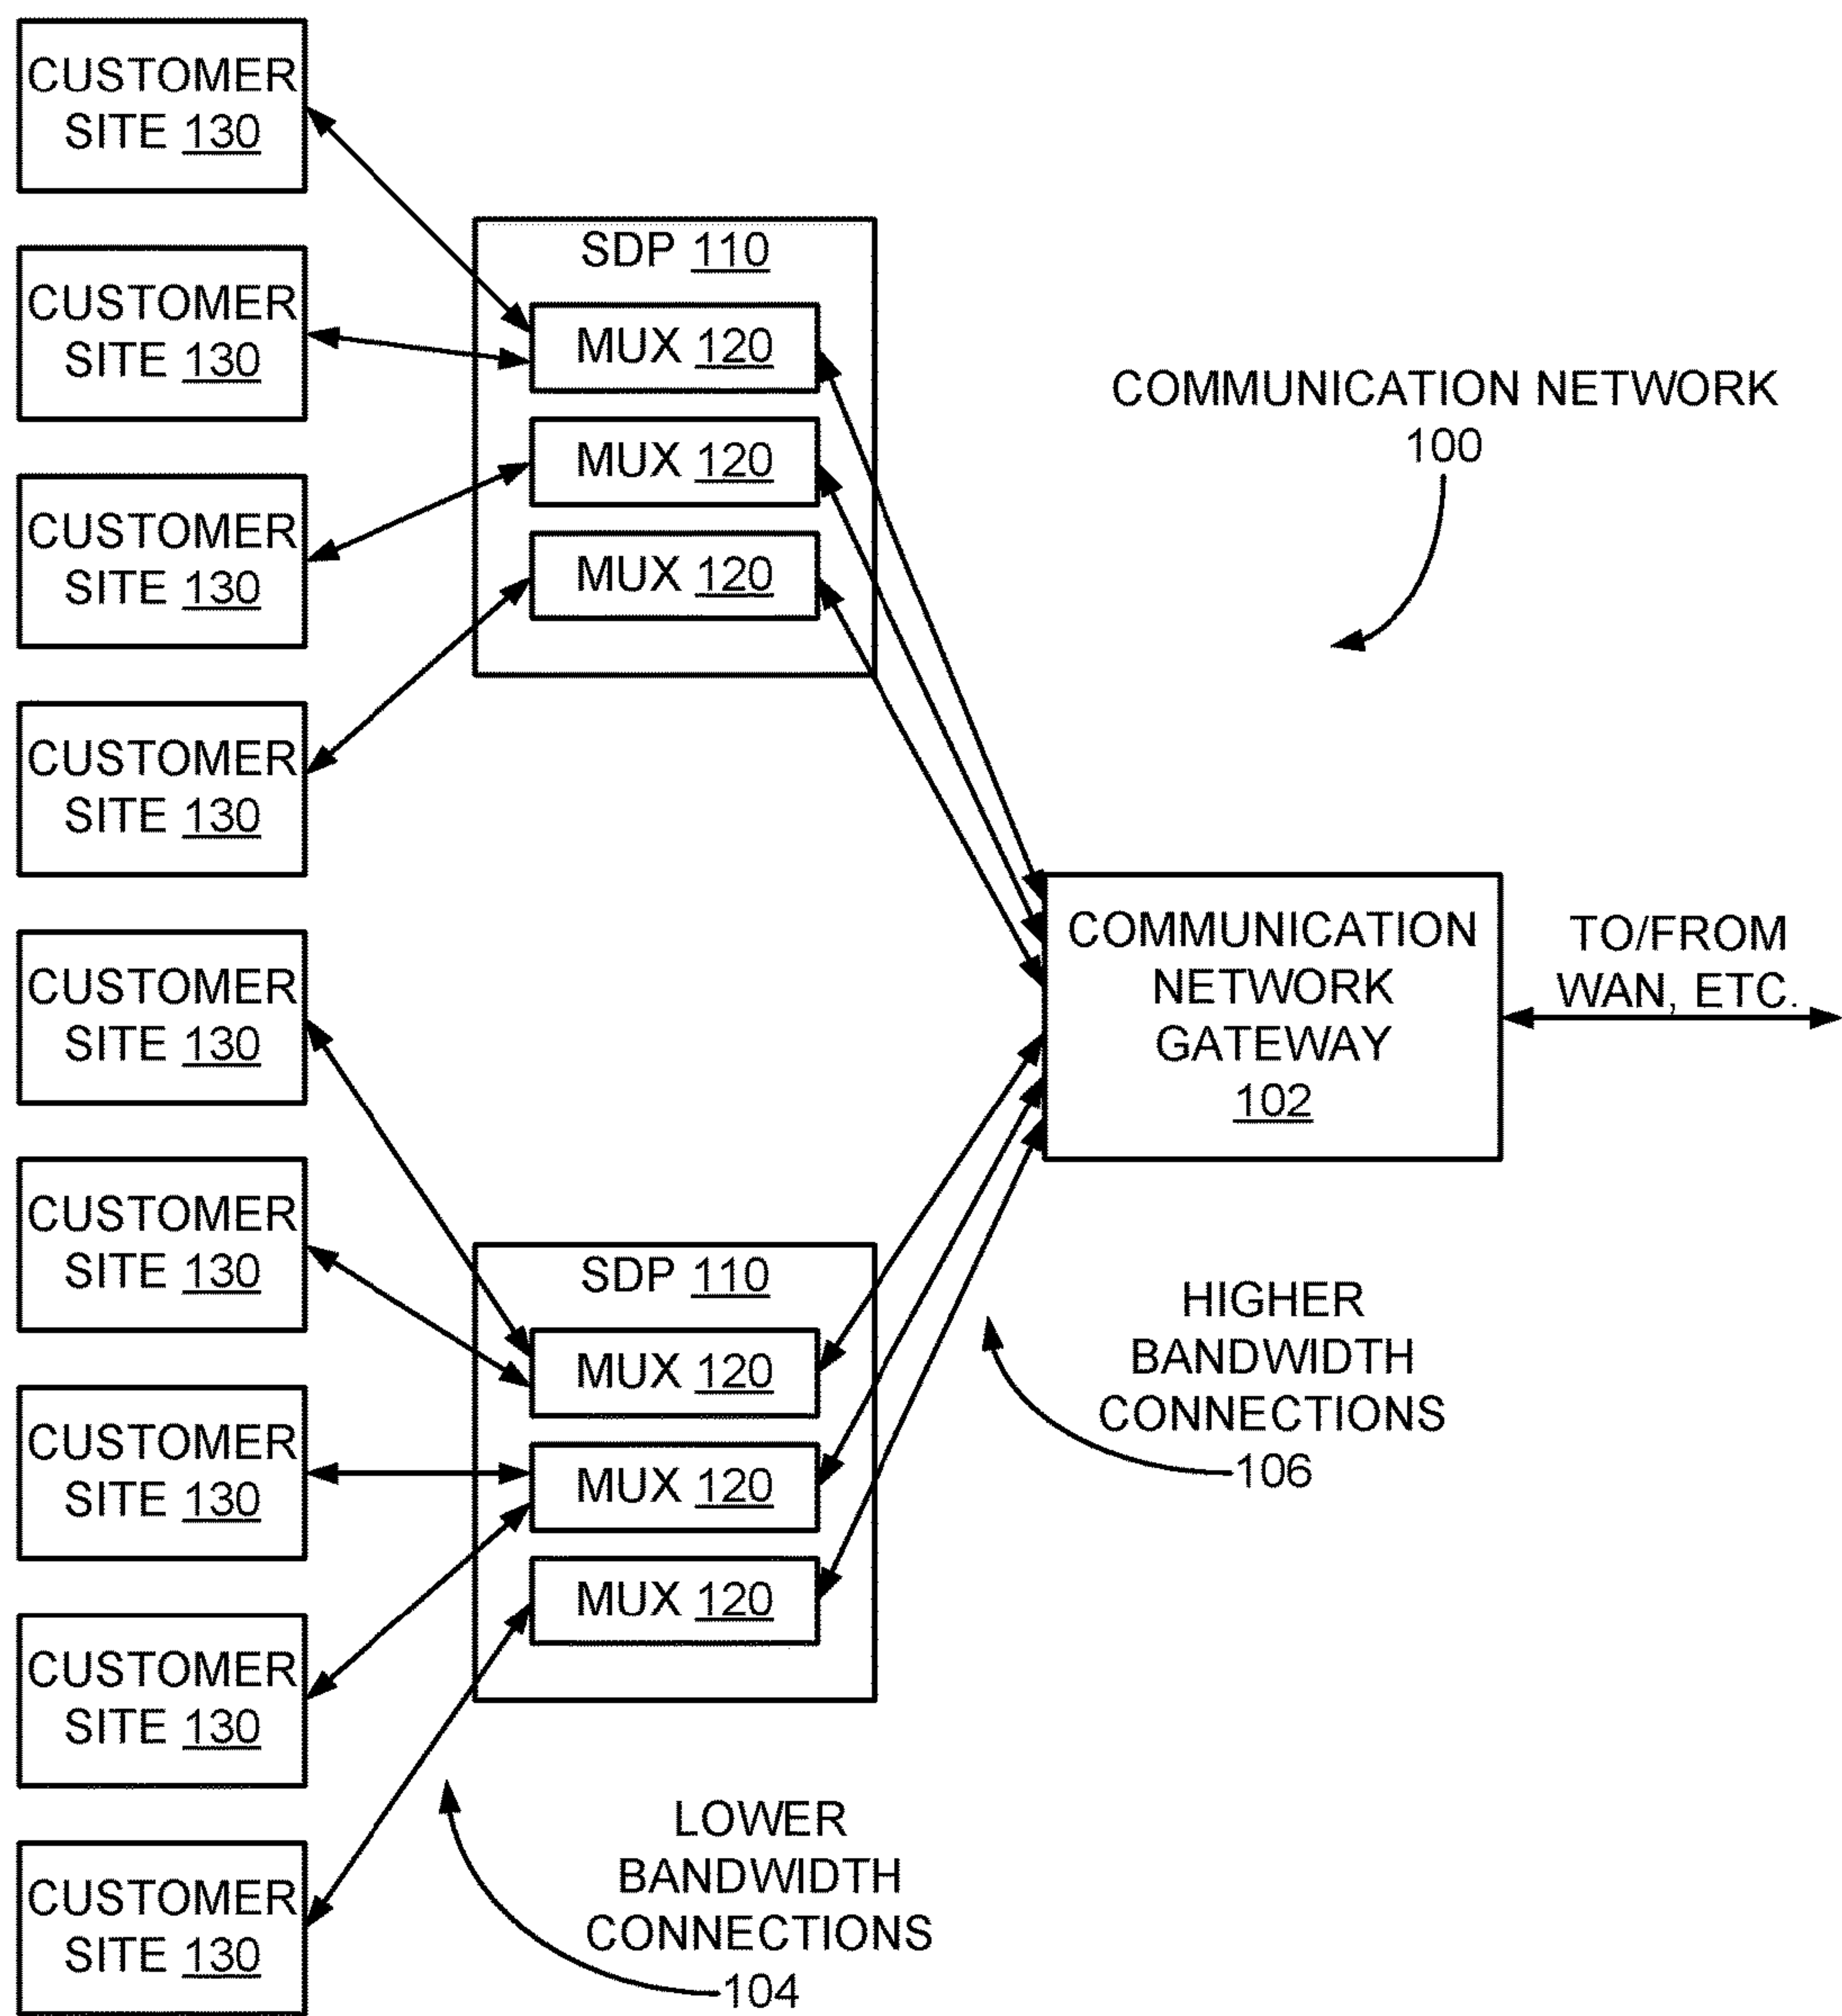 CUSTOMER
SITE 130
CUSTOMER
SITE 130
CUSTOMER
SITE 130
CUSTOMER
SITE 130
CUSTOMER
SITE 130
CUSTOMER
SITE 130
CUSTOMER
SITE 130
CUSTOMER
SITE 130
CUSTOMER
SITE 130
SDP 110
MUX 120
MUX 120
MUX 120
SDP 110
MUX 120
MUX 120
MUX 120
LOWER
BANDWIDTH
CONNECTIONS
104
COMMUNICATION NETWORK
100
COMMUNICATION
NETWORK
GATEWAY
102
TO/FROM
WAN, ETC.
HIGHER
BANDWIDTH
CONNECTIONS
106